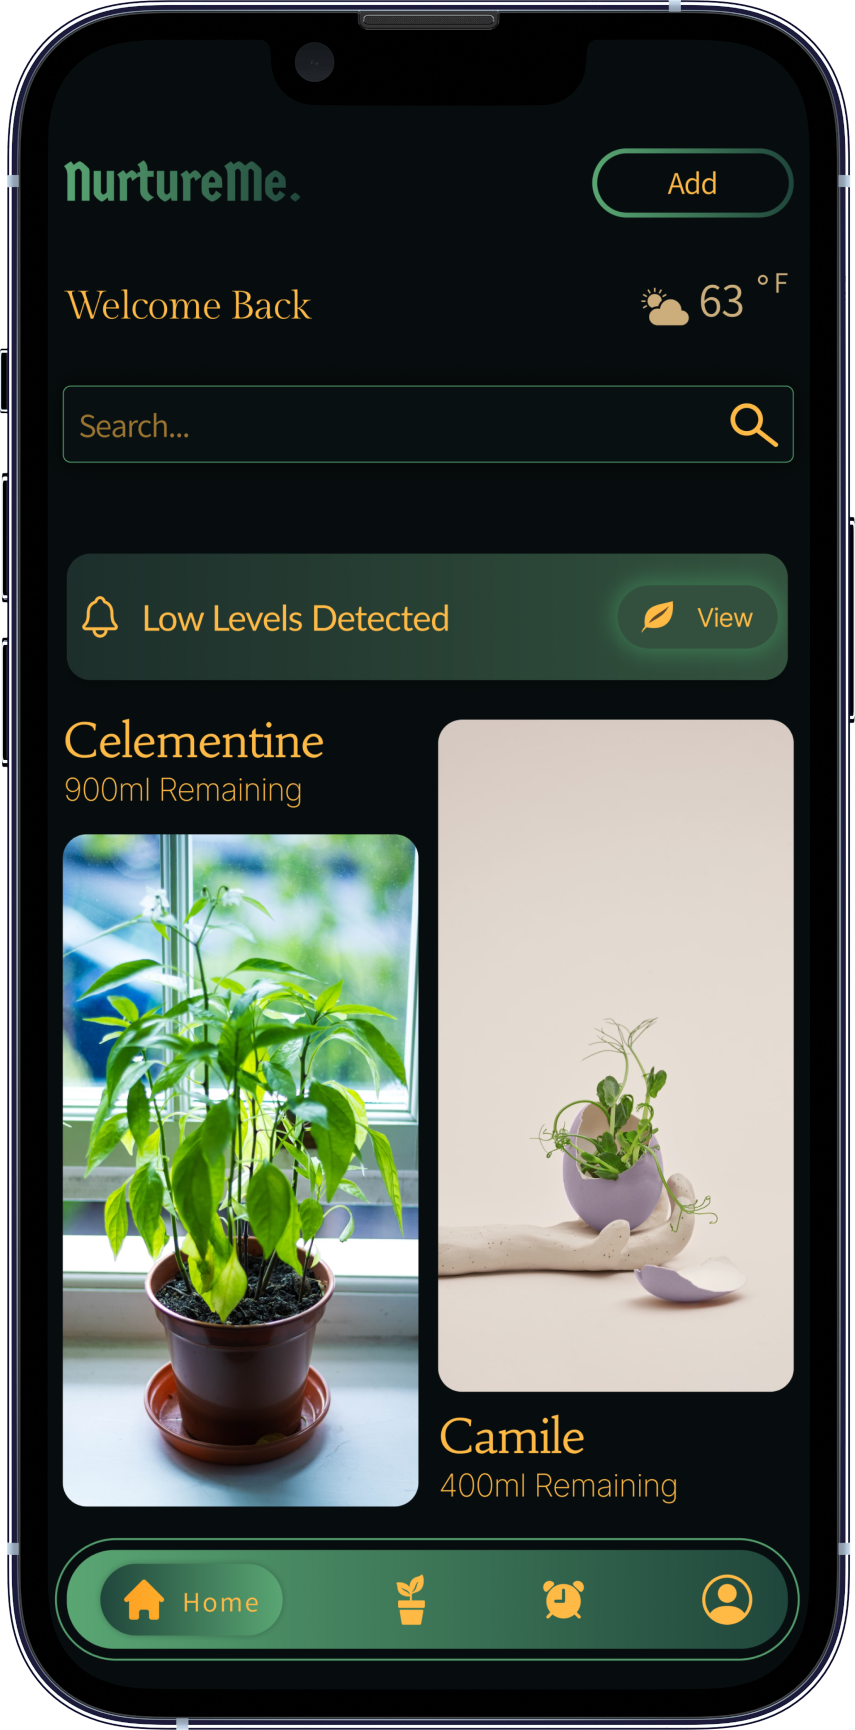 NurtureMe.
Add
Welcome Back
63 °F
Search...
Low Levels Detected
View
Celementine
900ml Remaining
Camile
400ml Remaining
Home